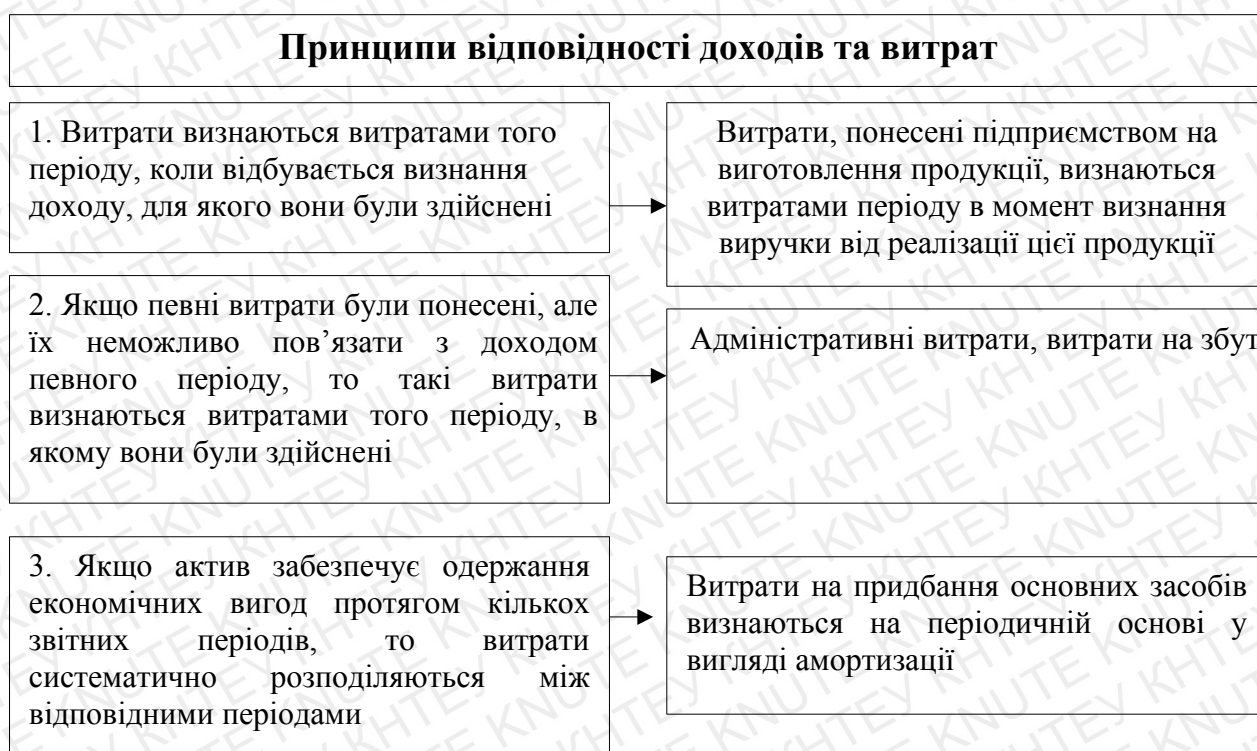 Принципи відповідності доходів та витрат
1. Витрати визнаються витратами того
періоду, коли відбувається визнання
доходу, для якого вони були здійснені
Витрати, понесені підприємством на
виготовлення продукції, визнаються
витратами періоду в момент визнання
виручки від реалізації цієї продукції
2. Якщо певні витрати були понесені, але
їх неможливо пов’язати з доходом
певного періоду, то такі витрати
визнаються витратами того періоду, в
якому вони були здійснені
Адміністративні витрати, витрати на збут
3. Якщо актив забезпечує одержання
економічних вигод протягом кількох
звітних періодів, то витрати
систематично розподіляються між
відповідними періодами
Витрати на придбання основних засобів
визнаються на періодичній основі у
вигляді амортизації